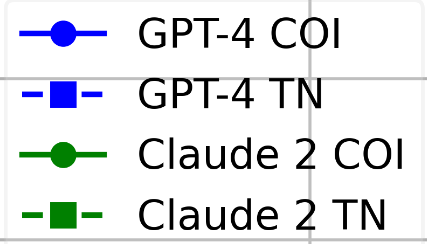 GPT-4 COI
GPT-4 TN
Claude 2 COI
Claude 2 TN